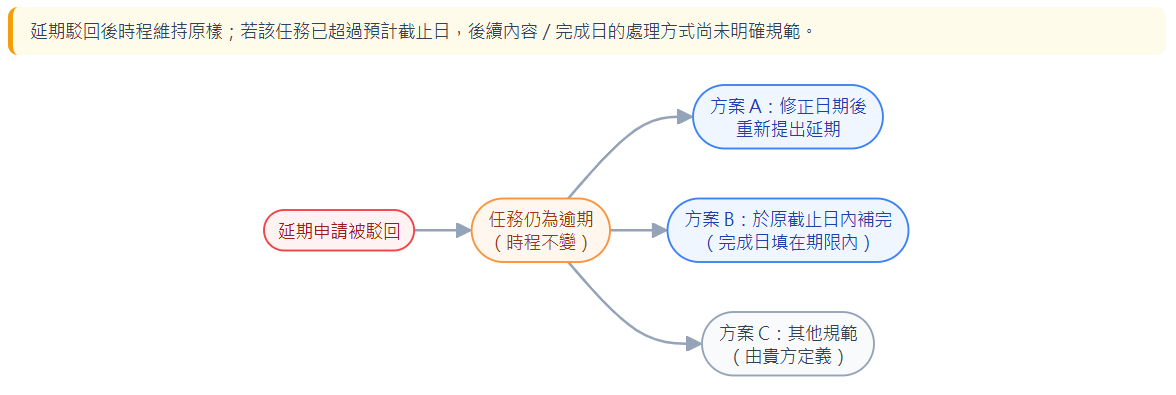 延期駁回後時程維持原樣；若該任務已超過預計截止日，後續內容 / 完成日的處理方式尚未明確規範。
方案 A：修正日期後
重新提出延期
延期申請被駁回
任務仍為逾期
（時程不變）
方案 B：於原截止日內補完
（完成日填在期限內）
方案 C：其他規範
（由貴方定義）